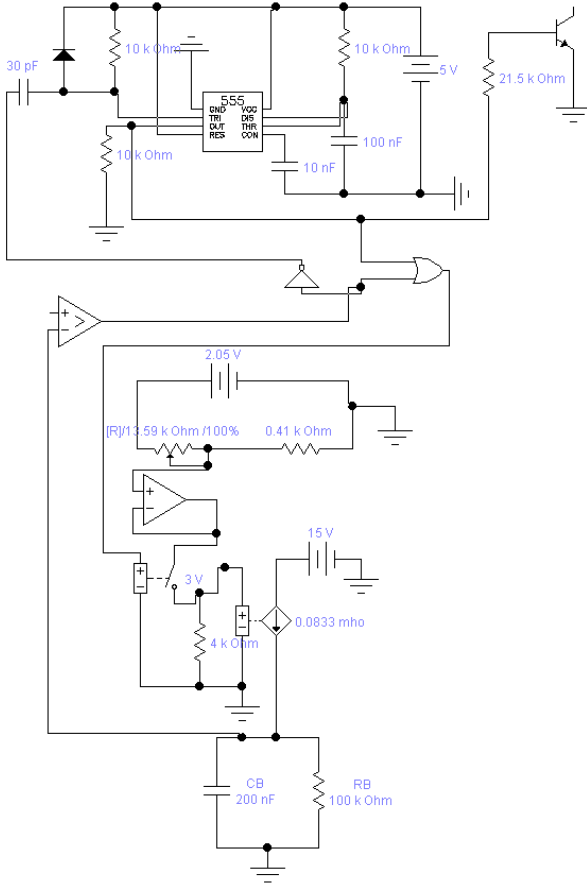 10 k Ohm
10 k Ohm
30 pF
5 V
21.5 k Ohm
555
GND VCC
TRI DIS
OUT THR
RES CON
100 nF
10 k Ohm
10 nF
+
−
>
2.05 V
[R]/13.59 k Ohm /100%
0.41 k Ohm
+
−
15 V
+
−
3 V
+
−
0.0833 mho
4 k Ohm
CB
200 nF
RB
100 k Ohm